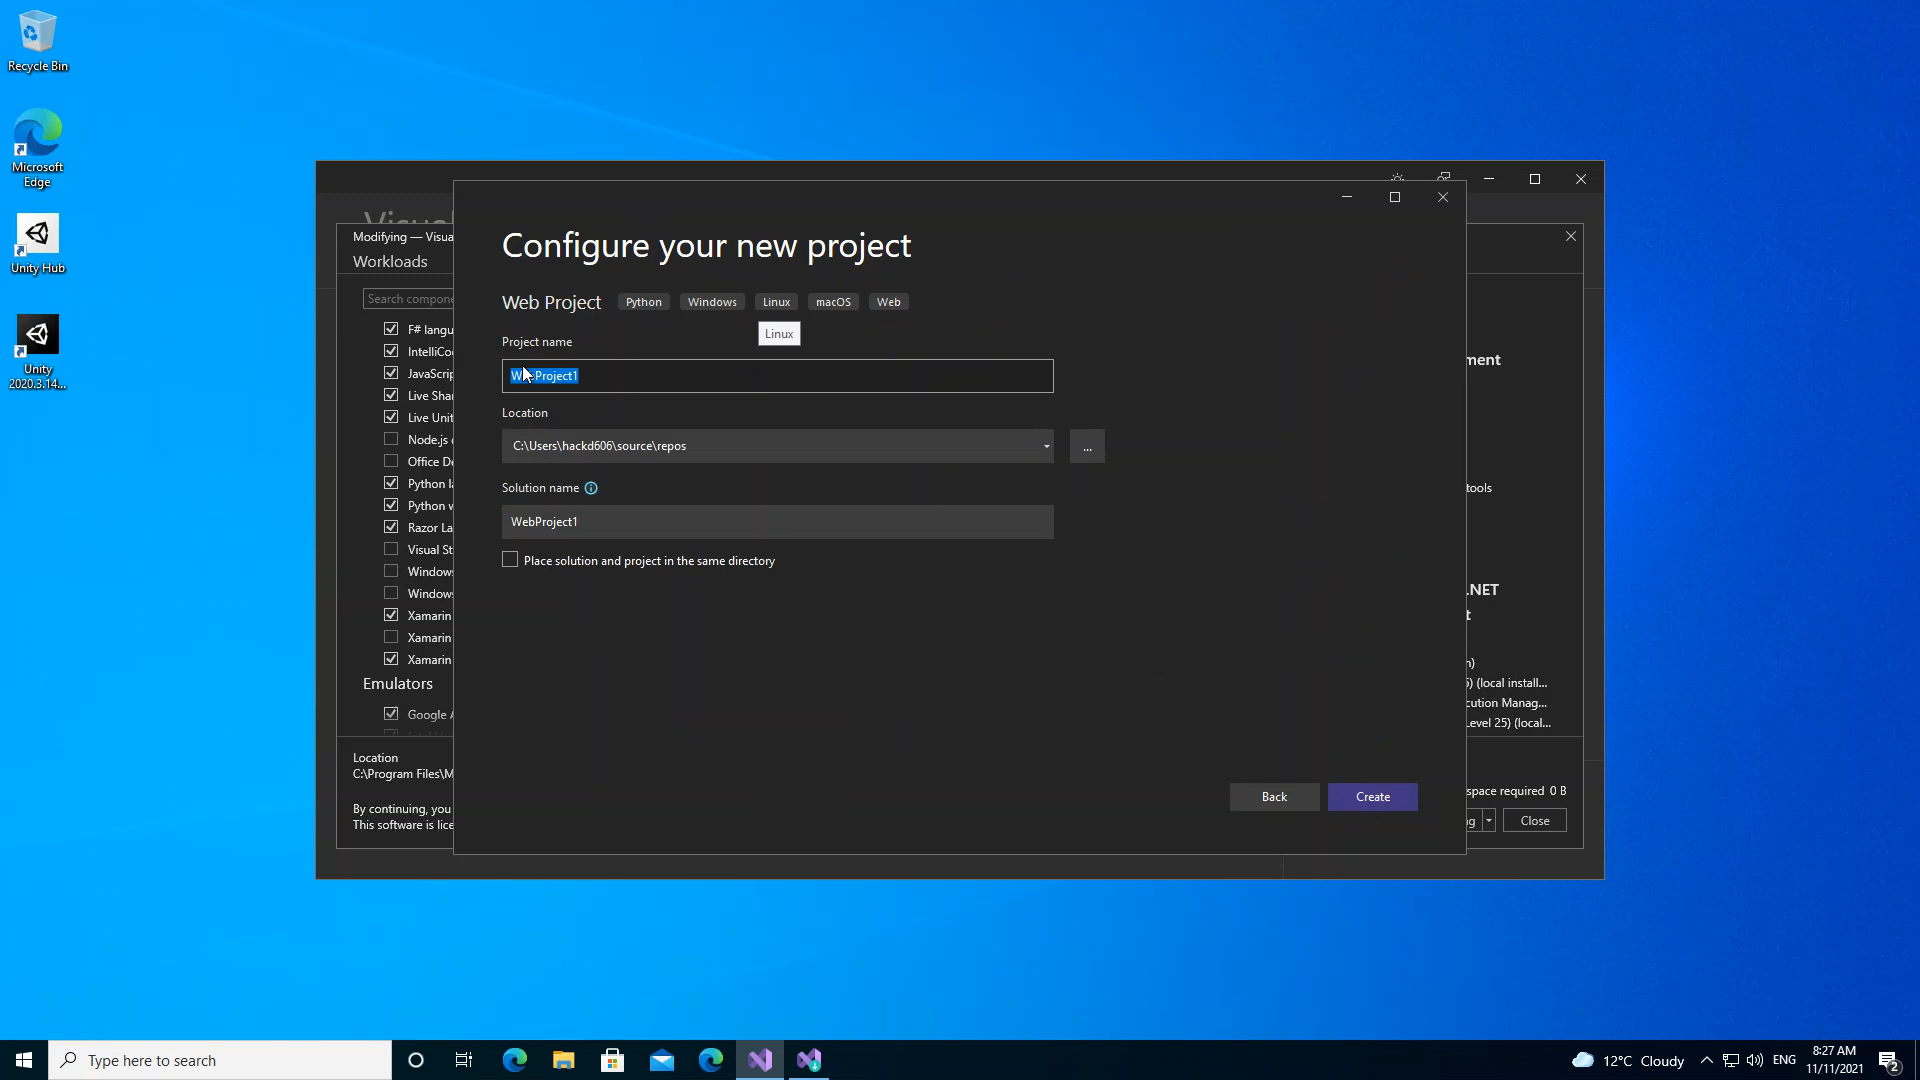 Recycle Bin
Microsoft
Edge
Unity Hub
Unity
2020.3.14...
Modifying — Visua
Workloads
Search compone
F# langu
IntelliCo
JavaScrip
Live Sha
Live Unit
Node.js
Office De
Python la
Python w
Razor La
Visual St
Window
Window
Xamarin
Xamarin
Xamarin
Emulators
Google A
Location
C:\Program Files\M
By continuing, you
This software is lice
Configure your new project
Web Project Python Windows Linux macOS Web
Linux
Project name
WebProject1
Location
C:\Users\hackd606\source\repos
...
Solution name
WebProject1
Place solution and project in the same directory
Back Create
ment
tools
.NET
t
) (local install...
cution Manag...
Level 25) (local...
space required 0 B
g Close
Type here to search
12°C Cloudy
ENG
8:27 AM
11/11/2021
2